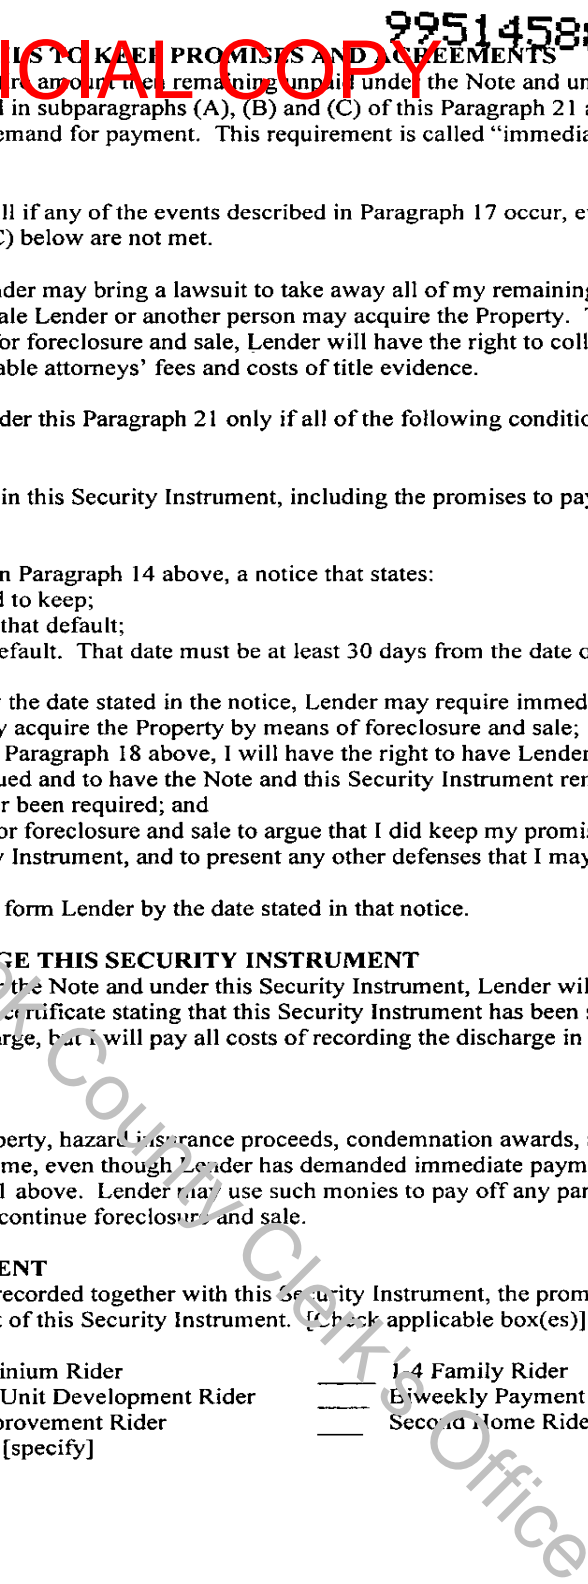 9951458
ICIAL COPY
LS TO KEEP PROMISES AND AGREEMENTS
re amount then remaining unpaid under the Note and un
d in subparagraphs (A), (B) and (C) of this Paragraph 21 a
emand for payment. This requirement is called “immedia
ll if any of the events described in Paragraph 17 occur, e
C) below are not met.
nder may bring a lawsuit to take away all of my remaining
ale Lender or another person may acquire the Property.
or foreclosure and sale, Lender will have the right to coll
able attorneys’ fees and costs of title evidence.
der this Paragraph 21 only if all of the following conditio
in this Security Instrument, including the promises to pay
n Paragraph 14 above, a notice that states:
d to keep;
that default;
efault. That date must be at least 30 days from the date o
y the date stated in the notice, Lender may require immed
y acquire the Property by means of foreclosure and sale;
Paragraph 18 above, I will have the right to have Lender
ued and to have the Note and this Security Instrument rem
r been required; and
or foreclosure and sale to argue that I did keep my promis
y Instrument, and to present any other defenses that I may
form Lender by the date stated in that notice.
GE THIS SECURITY INSTRUMENT
r the Note and under this Security Instrument, Lender wil
certificate stating that this Security Instrument has been s
arge, but I will pay all costs of recording the discharge in
perty, hazard insurance proceeds, condemnation awards,
me, even though Lender has demanded immediate payme
1 above. Lender may use such monies to pay off any par
continue foreclosure and sale.
ENT
recorded together with this Security Instrument, the prom
t of this Security Instrument. [Check applicable box(es)]
inium Rider ____ 1-4 Family Rider
Unit Development Rider ____ Biweekly Payment
provement Rider ____ Second Home Ride
[specify]
k County Clerk's Office